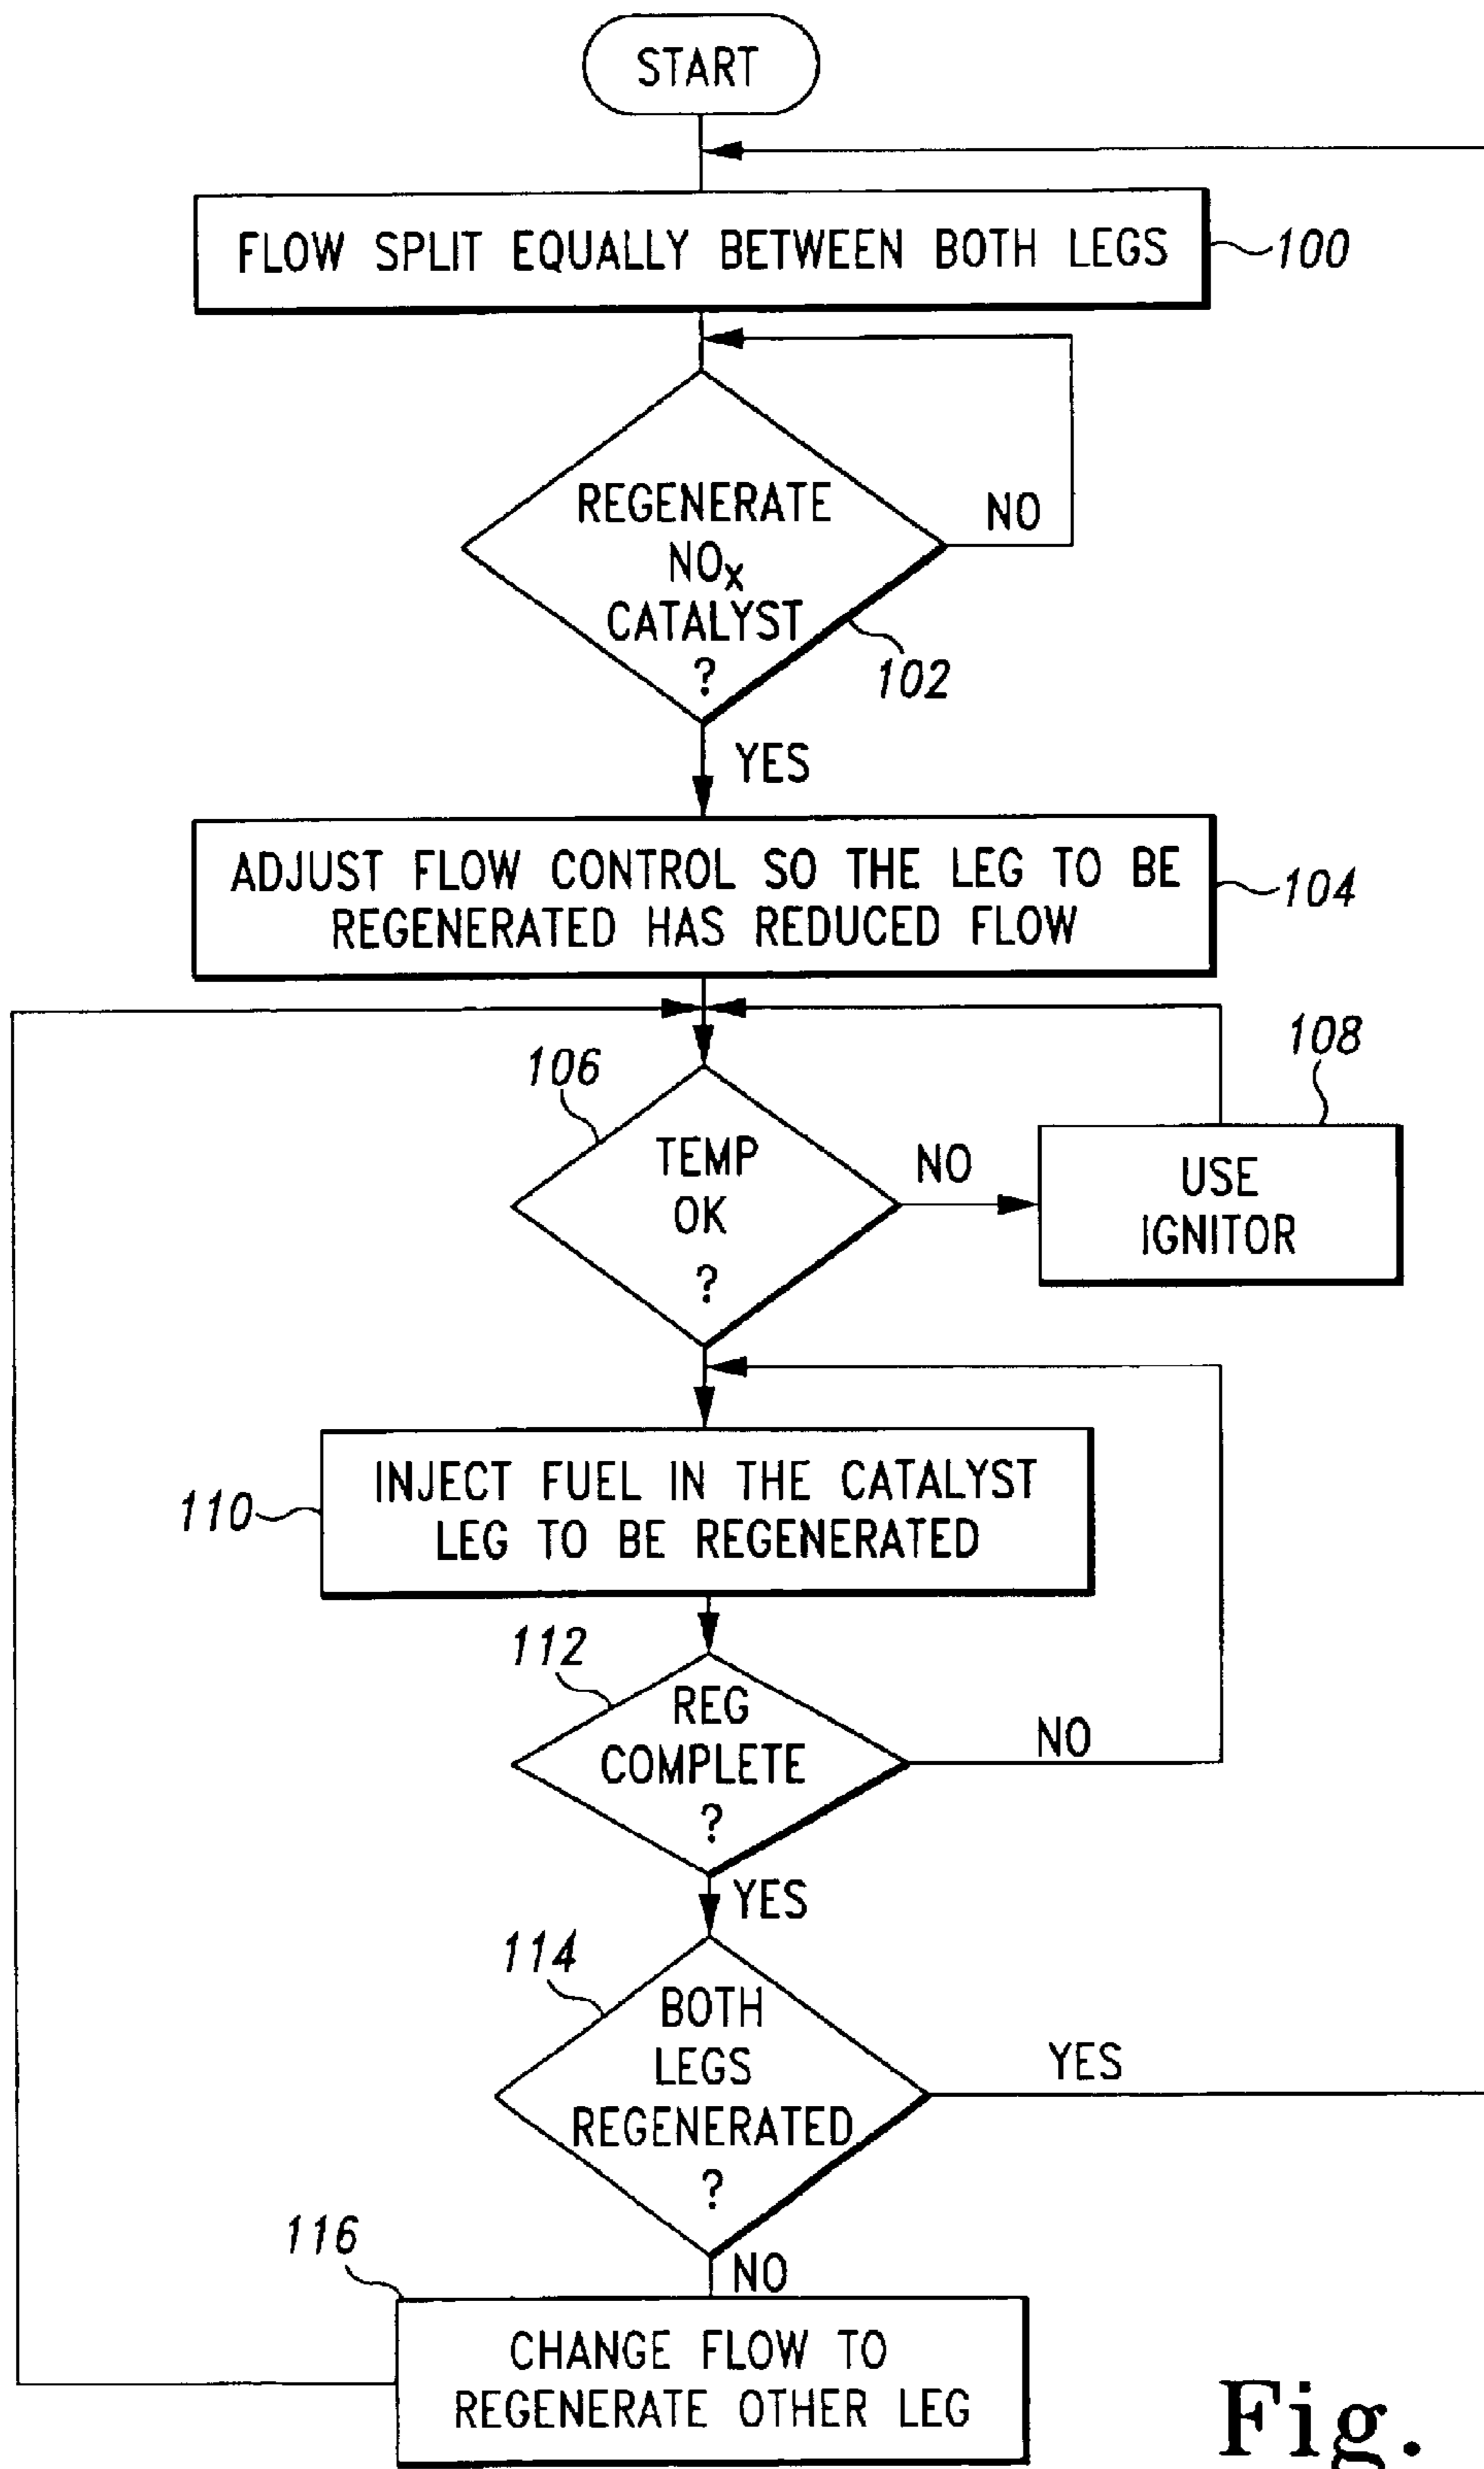 START
FLOW SPLIT EQUALLY BETWEEN BOTH LEGS
100
REGENERATE
NOx
CATALYST
?
NO
102
YES
ADJUST FLOW CONTROL SO THE LEG TO BE
REGENERATED HAS REDUCED FLOW
104
106
TEMP
OK
?
NO
108
USE
IGNITOR
110
INJECT FUEL IN THE CATALYST
LEG TO BE REGENERATED
112
REG
COMPLETE
?
NO
YES
114
BOTH
LEGS
REGENERATED
?
YES
NO
116
CHANGE FLOW TO
REGENERATE OTHER LEG
Fig.